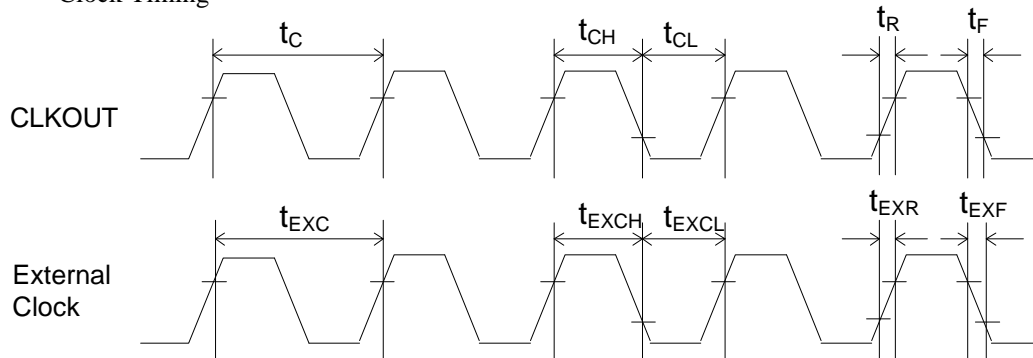 Clock Timing
tC tCH tCL tR tF
CLKOUT
tEXC tEXCH tEXCL tEXR tEXF
External
Clock